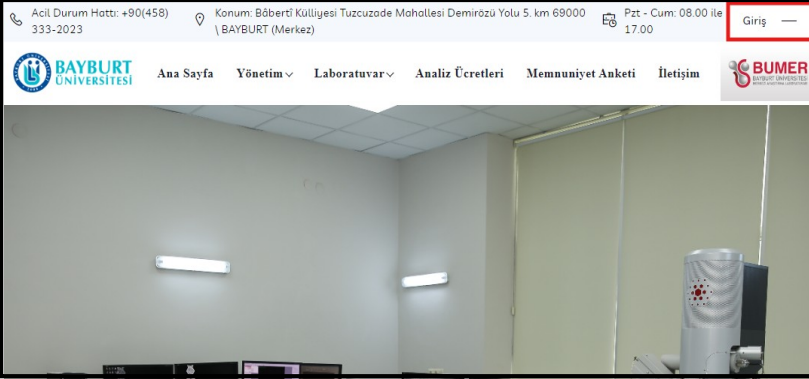 Acil Durum Hattı: +90(458)
333-2023
Konum: Bâbertî Külliyesi Tuzcuzade Mahallesi Demirözü Yolu 5. km 69000
\ BAYBURT (Merkez)
Pzt - Cum: 08.00 ile
17.00
Giriş
BAYBURT
ÜNİVERSİTESİ
Ana Sayfa
Yönetim
Laboratuvar
Analiz Ücretleri
Memnuniyet Anketi
İletişim
BUMER
BAYBURT ÜNİVERSİTESİ